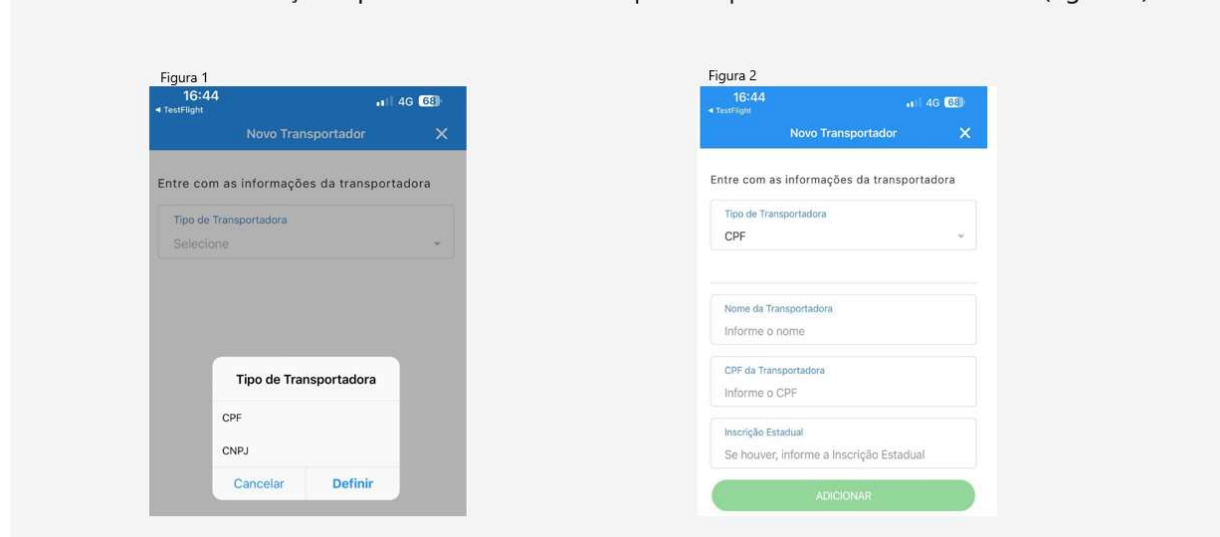 Figura 1
16:44
4G 68
◄ TestFlight
Novo Transportador ✕
Entre com as informações da transportadora
Tipo de Transportadora
Selecione
Tipo de Transportadora
CPF
CNPJ
Cancelar Definir
Figura 2
16:44
4G 68
◄ TestFlight
Novo Transportador ✕
Entre com as informações da transportadora
Tipo de Transportadora
CPF
Nome da Transportadora
Informe o nome
CPF da Transportadora
Informe o CPF
Inscrição Estadual
Se houver, informe a Inscrição Estadual
ADICIONAR